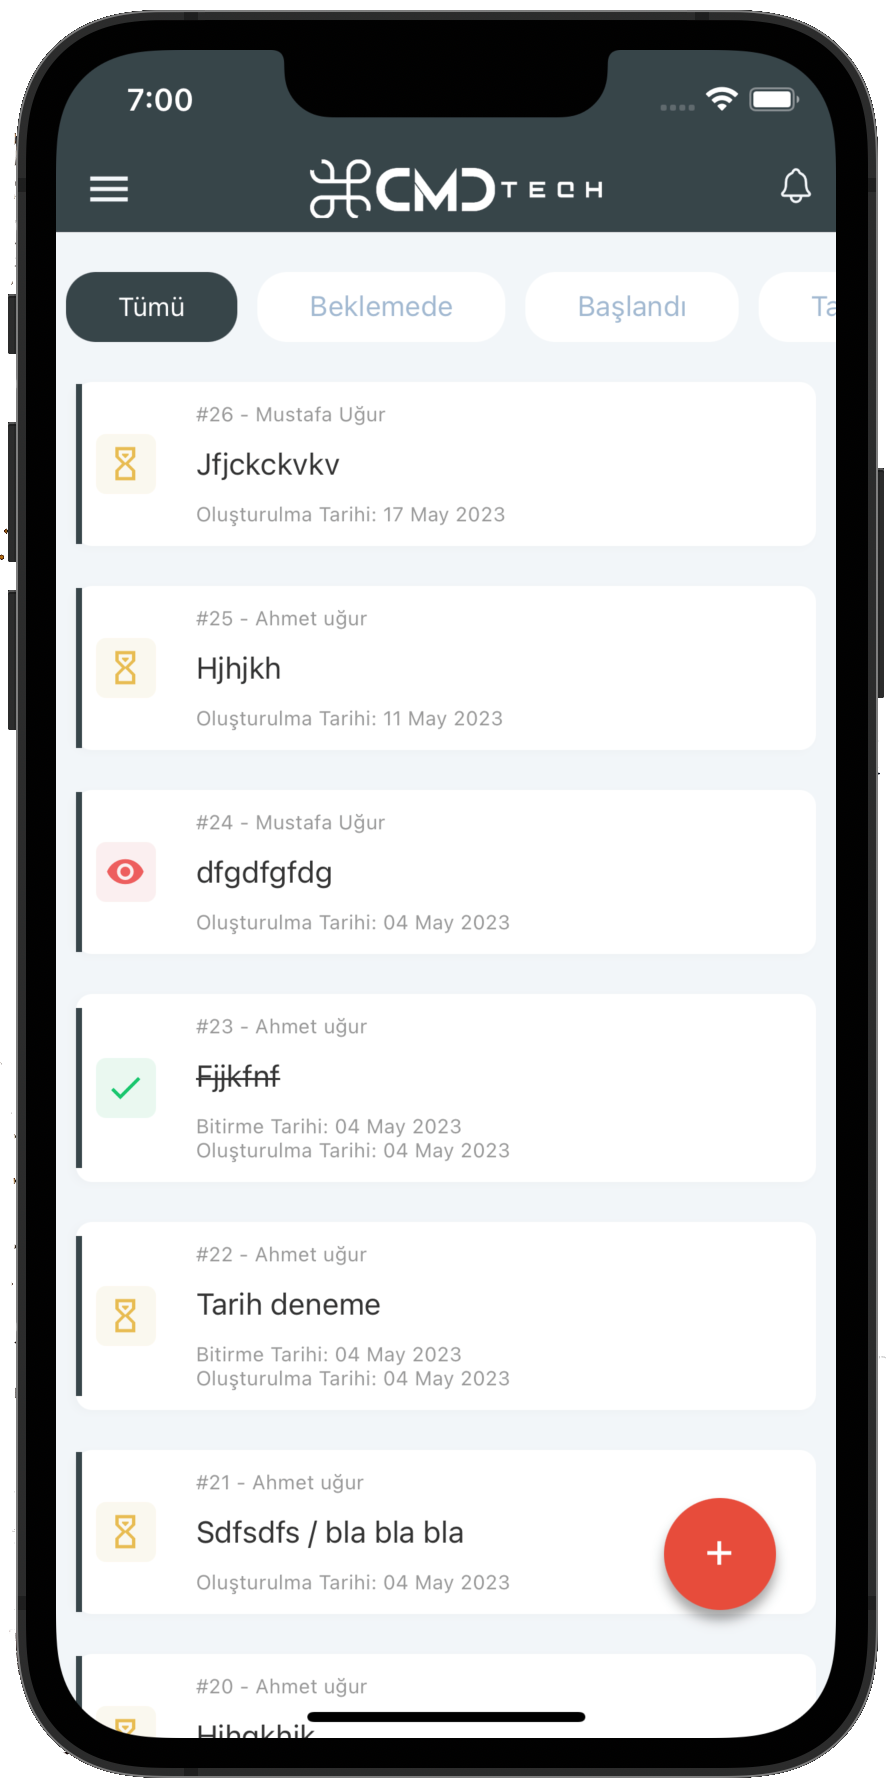 7:00
CMD TECH
Tümü Beklemede Başlandı Ta
#26 - Mustafa Uğur
Jfjckckvkv
Oluşturulma Tarihi: 17 May 2023
#25 - Ahmet uğur
Hjhjkh
Oluşturulma Tarihi: 11 May 2023
#24 - Mustafa Uğur
dfgdfgfdg
Oluşturulma Tarihi: 04 May 2023
#23 - Ahmet uğur
Fjjkfnf
Bitirme Tarihi: 04 May 2023
Oluşturulma Tarihi: 04 May 2023
#22 - Ahmet uğur
Tarih deneme
Bitirme Tarihi: 04 May 2023
Oluşturulma Tarihi: 04 May 2023
#21 - Ahmet uğur
Sdfsdfs / bla bla bla
Oluşturulma Tarihi: 04 May 2023
+
#20 - Ahmet uğur